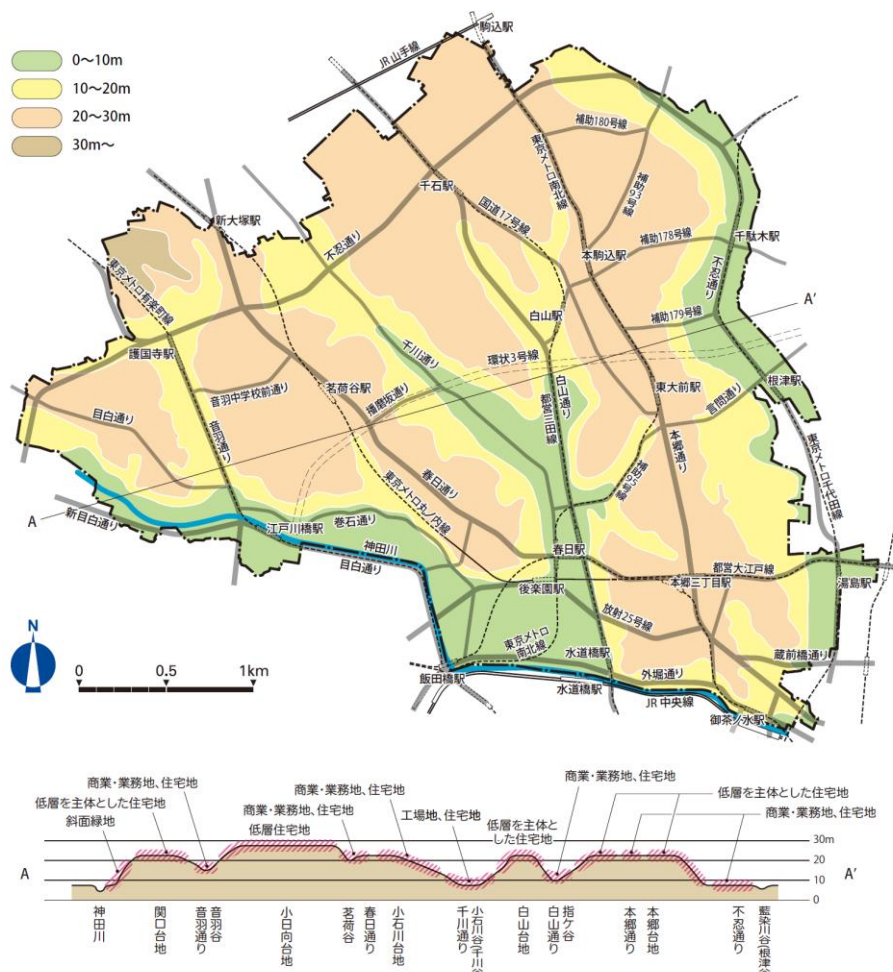 0〜10m
10〜20m
20〜30m
30m〜
駒込駅
JR山手線
補助180号線
東京メトロ南北線
千石駅
国道17号線
補助93号線
新大塚駅
不忍通り
本駒込駅
補助178号線
千駄木駅
不忍通り
東京メトロ有楽町線
白山駅
補助179号線
A'
護国寺駅
千川通り
環状3号線
音羽中学校前通り
茗荷谷駅
播磨坂通り
白山通り
都営三田線
東大前駅
言問通り
根津駅
目白通り
音羽通り
本郷通り
春日通り
東京メトロ丸ノ内線
補助95号線
東京メトロ千代田線
A
新目白通り
江戸川橋駅
巻石通り
神田川
目白通り
春日駅
都営大江戸線
本郷三丁目駅
湯島駅
後楽園駅
放射25号線
東京メトロ
南北線
水道橋駅
蔵前橋通り
外堀通り
飯田橋駅
水道橋駅
JR中央線
御茶ノ水駅
N
0 0.5 1km
商業・業務地、住宅地
低層を主体とした住宅地
斜面緑地
商業・業務地、住宅地
商業・業務地、住宅地
低層住宅地
工場地、住宅地
商業・業務地、住宅地
低層を主体と
した住宅地
低層を主体とした住宅地
商業・業務地、住宅地
30m
20
10
0
A
A'
神田川
関口台地
音羽通り
音羽谷
小日向台地
茗荷谷
春日通り
小石川台地
千川通り
小石川谷(千川谷
白山台地
白山通り
指ケ谷
本郷通り
本郷台地
不忍通り
藍染川谷(根津谷